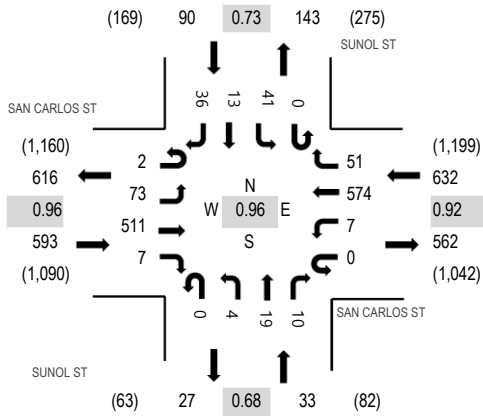 (169) 90 0.73 143 (275)
SUNOL ST
36 13 41 0
SAN CARLOS ST
(1,160) (1,199)
616 2 51 632
73 N 574
0.96 W 0.96 E 0.92
511 S 7
593 7 0 562
(1,090) (1,042)
0 4 19 10
SAN CARLOS ST
SUNOL ST
(63) 27 0.68 33 (82)